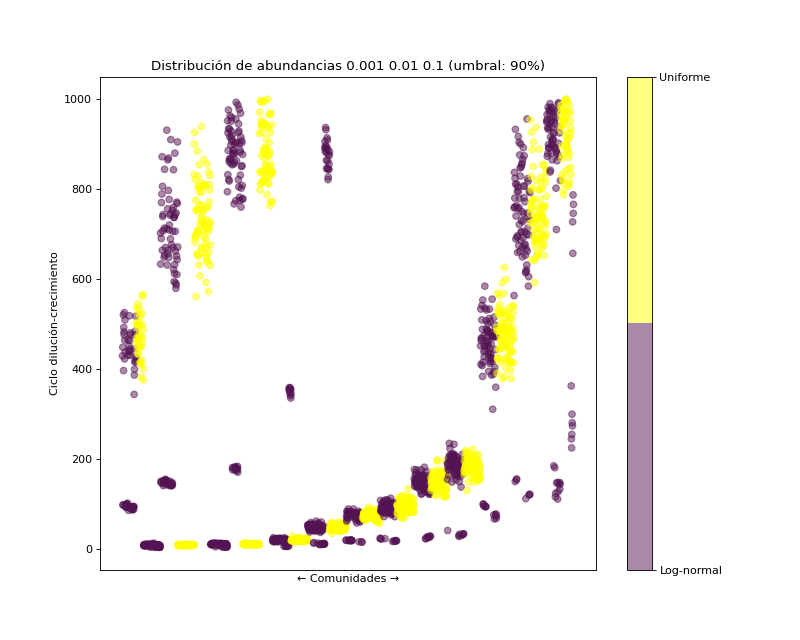 Distribución de abundancias 0.001 0.01 0.1 (umbral: 90%)
Uniforme
1000
800
600
400
200
0
Ciclo dilución-crecimiento
← Comunidades →
Log-normal